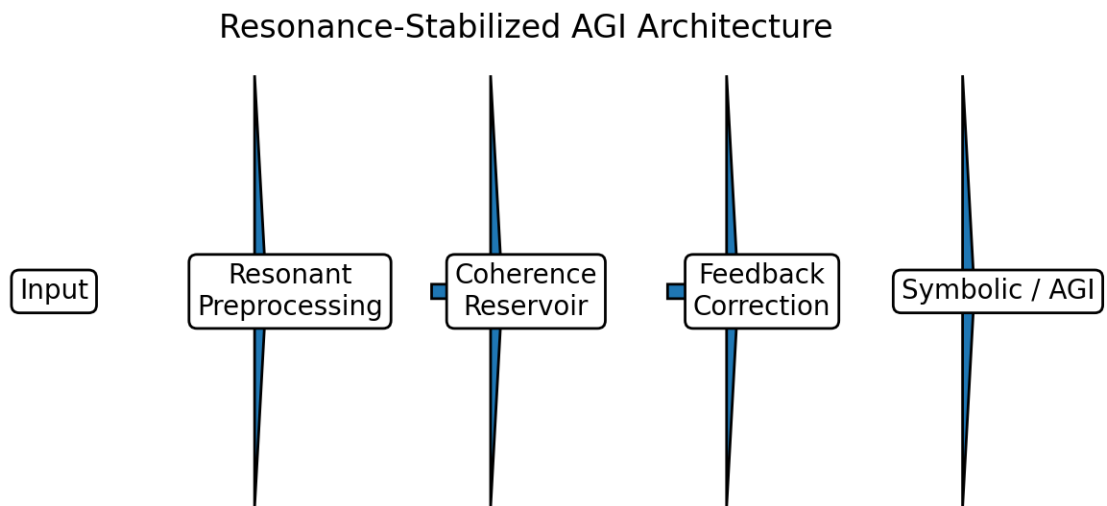 Resonance-Stabilized AGI Architecture
Input
Resonant
Preprocessing
Coherence
Reservoir
Feedback
Correction
Symbolic / AGI